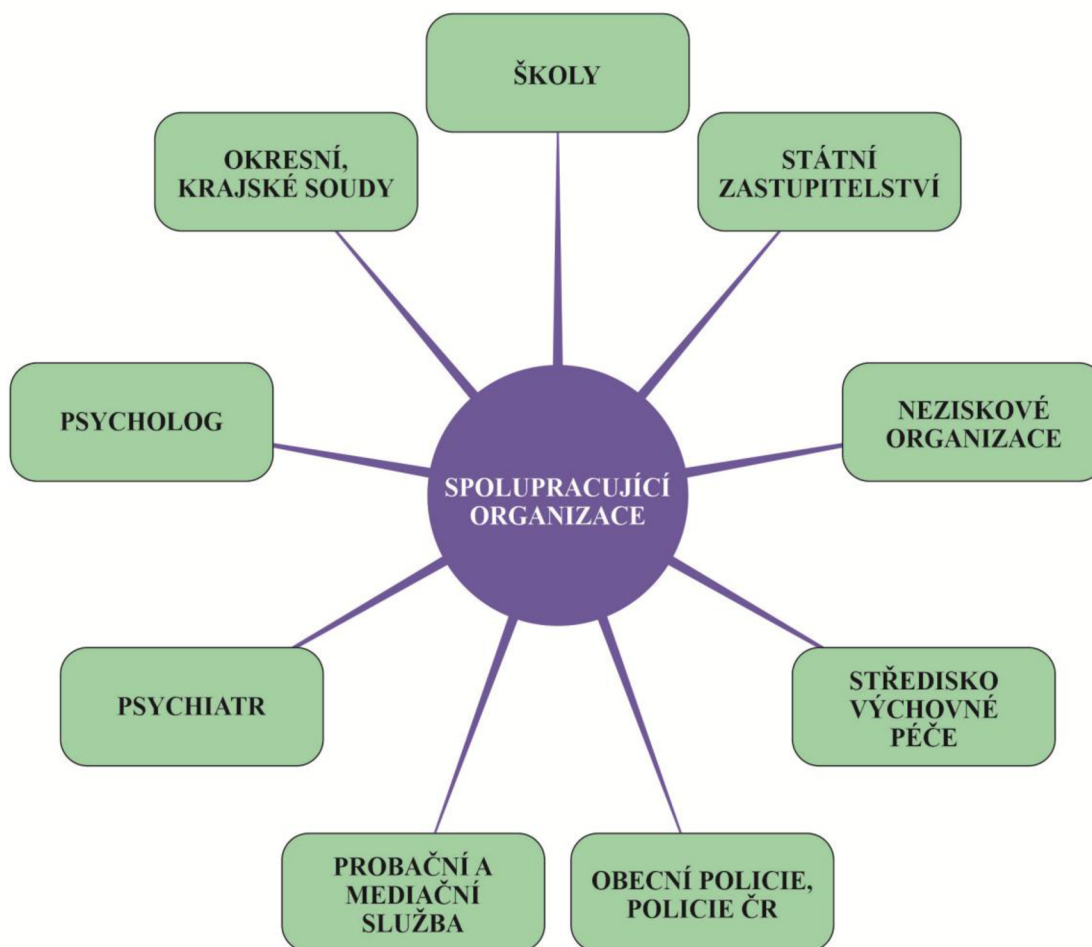 ŠKOLY
OKRESNÍ,
KRAJSKÉ SOUDY
STÁTNÍ
ZASTUPITELSTVÍ
PSYCHOLOG
NEZISKOVÉ
ORGANIZACE
SPOLUPRACUJÍCÍ
ORGANIZACE
PSYCHIATR
STŘEDISKO
VÝCHOVNÉ
PÉČE
PROBAČNÍ A
MEDIAČNÍ
SLUŽBA
OBECNÍ POLICIE,
POLICIE ČR